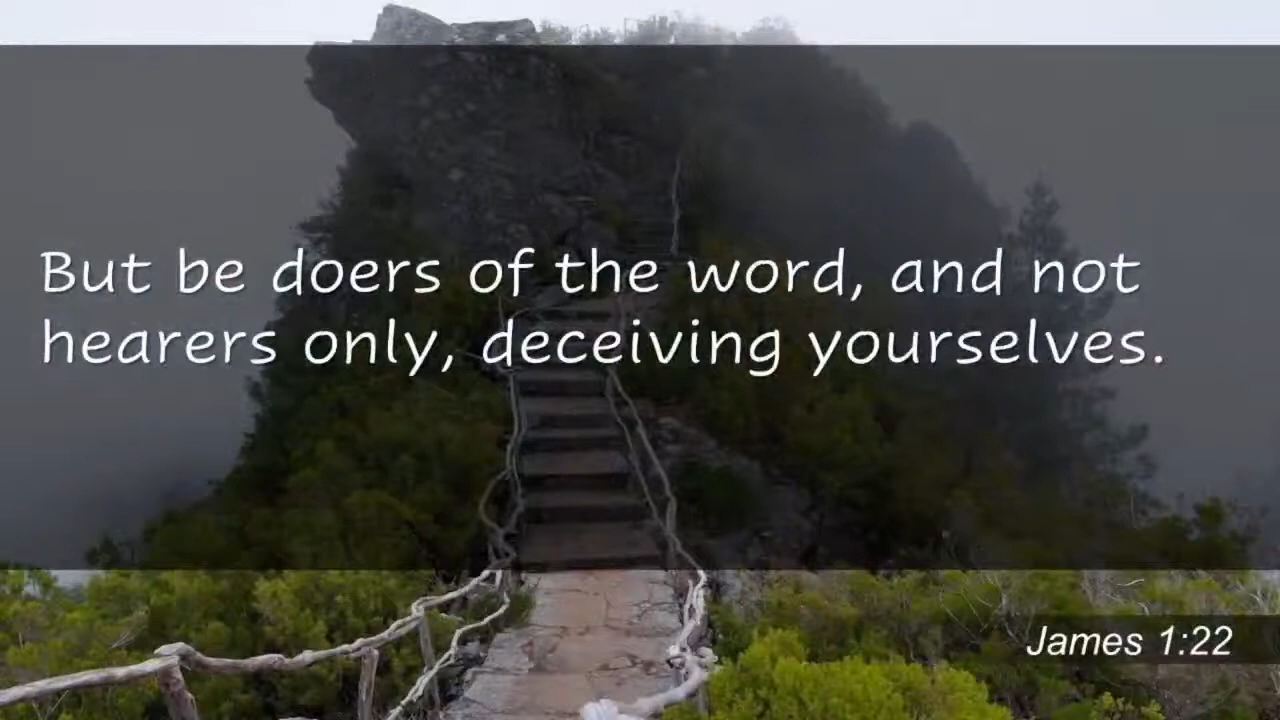 But be doers of the word, and not
hearers only, deceiving yourselves.
James 1:22